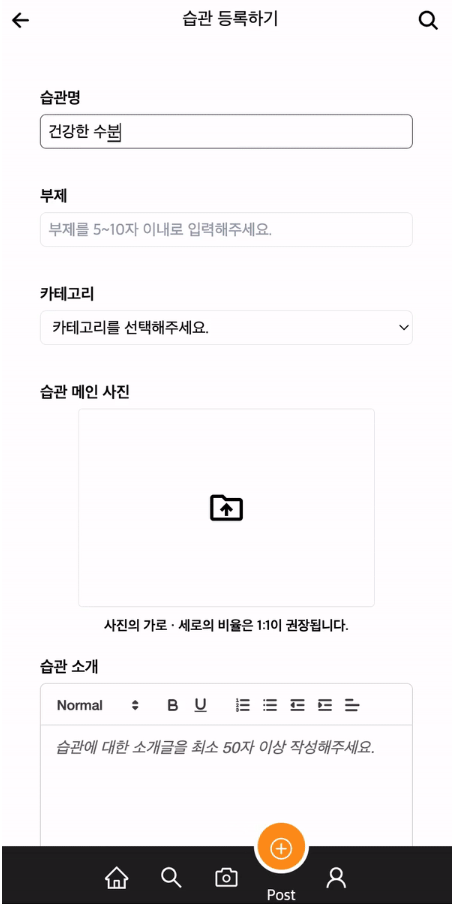 습관 등록하기
습관명
건강한 수분
부제
부제를 5~10자 이내로 입력해주세요.
카테고리
카테고리를 선택해주세요.
습관 메인 사진
사진의 가로 · 세로의 비율은 1:1이 권장됩니다.
습관 소개
Normal B U
습관에 대한 소개글을 최소 50자 이상 작성해주세요.
Post